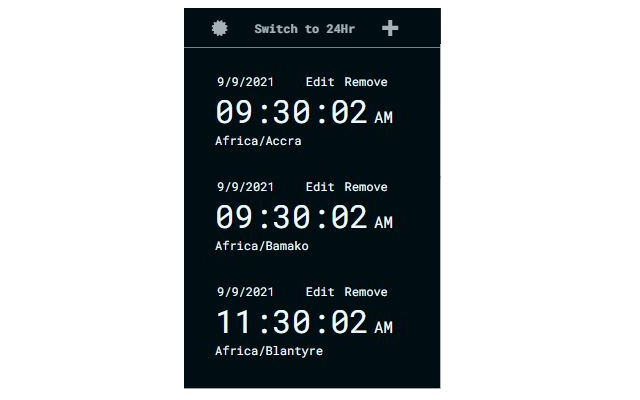 Switch to 24Hr
9/9/2021 Edit Remove
09:30:02 AM
Africa/Accra
9/9/2021 Edit Remove
09:30:02 AM
Africa/Bamako
9/9/2021 Edit Remove
11:30:02 AM
Africa/Blantyre